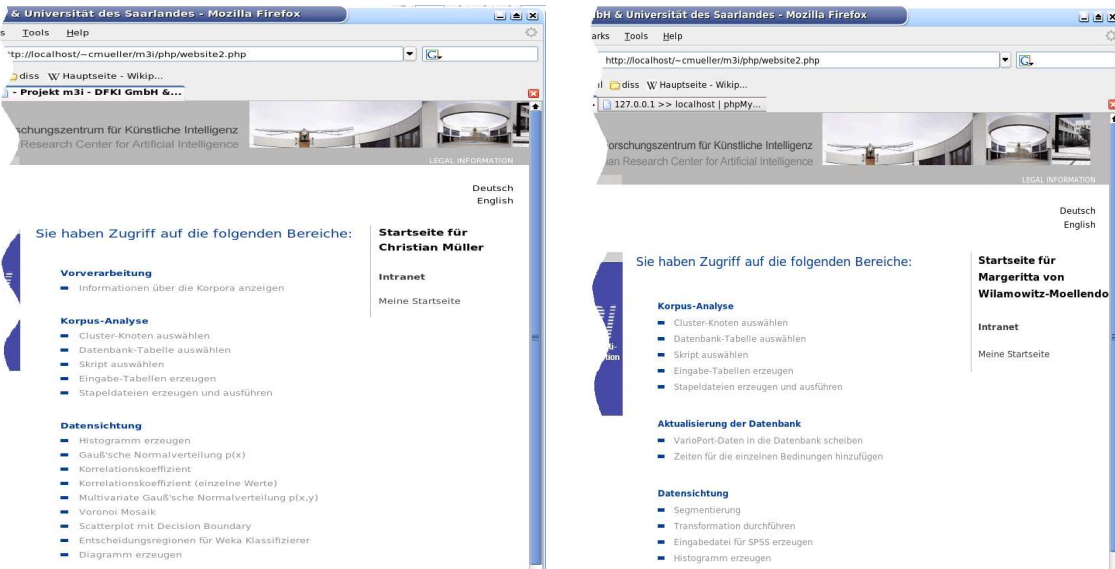 & Universität des Saarlandes - Mozilla Firefox
s Tools Help
ttp://localhost/~cmueller/m3i/php/website2.php
G
diss W Hauptseite - Wikip...
- Projekt m3i - DFKI GmbH &...
schungszentrum für Künstliche Intelligenz
Research Center for Artificial Intelligence
LEGAL INFORMATION
Deutsch
English
Sie haben Zugriff auf die folgenden Bereiche:
Startseite für
Christian Müller
Intranet
Meine Startseite
Vorverarbeitung
Informationen über die Korpora anzeigen
Korpus-Analyse
Cluster-Knoten auswählen
Datenbank-Tabelle auswählen
Skript auswählen
Eingabe-Tabellen erzeugen
Stapeldateien erzeugen und ausführen
Datensichtung
Histogramm erzeugen
Gauß'sche Normalverteilung p(x)
Korrelationskoeffizient
Korrelationskoeffizient (einzelne Werte)
Multivariate Gauß'sche Normalverteilung p(x,y)
Voronoi Mosaik
Scatterplot mit Decision Boundary
Entscheidungsregionen für Weka Klassifizierer
Diagramm erzeugen
bH & Universität des Saarlandes - Mozilla Firefox
arks Tools Help
http://localhost/~cmueller/m3i/php/website2.php
G
il diss W Hauptseite - Wikip...
127.0.0.1 >> localhost | phpMy...
orschungszentrum für Künstliche Intelligenz
an Research Center for Artificial Intelligence
LEGAL INFORMATION
Deutsch
English
Sie haben Zugriff auf die folgenden Bereiche:
Startseite für
Margeritta von
Wilamowitz-Moellendo
Intranet
Meine Startseite
ti-
tion
Korpus-Analyse
Cluster-Knoten auswählen
Datenbank-Tabelle auswählen
Skript auswählen
Eingabe-Tabellen erzeugen
Stapeldateien erzeugen und ausführen
Aktualisierung der Datenbank
VarioPort-Daten in die Datenbank scheiben
Zeiten für die einzelnen Bedinungen hinzufügen
Datensichtung
Segmentierung
Transformation durchführen
Eingabedatei für SPSS erzeugen
Histogramm erzeugen